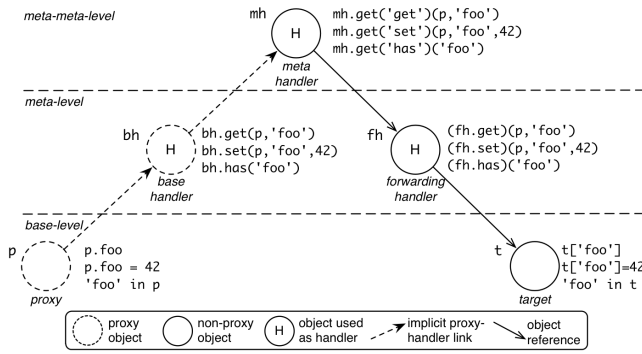 meta-meta-level
mh
H
meta
handler
mh.get('get')(p,'foo')
mh.get('set')(p,'foo',42)
mh.get('has')('foo')
meta-level
bh
H
base
handler
bh.get(p,'foo')
bh.set(p,'foo',42)
bh.has('foo')
fh
H
forwarding
handler
(fh.get)(p,'foo')
(fh.set)(p,'foo',42)
(fh.has)('foo')
base-level
p
proxy
p.foo
p.foo = 42
'foo' in p
t
target
t['foo']
t['foo']=42
'foo' in t
proxy
object
non-proxy
object
H
object used
as handler
implicit proxy-
handler link
object
reference